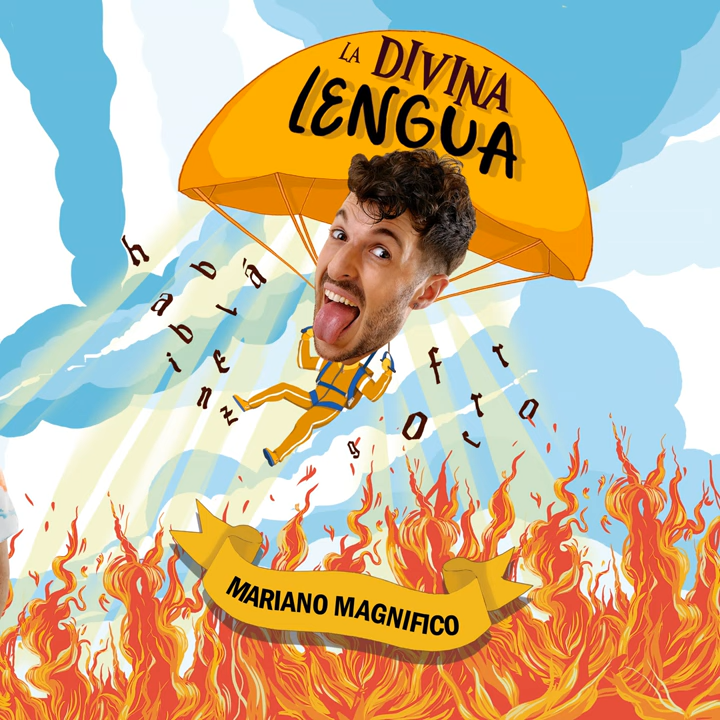 LA DIVINA
LENGUA
h b á
a l
b
i
n z
f r
o
g o
MARIANO MAGNIFICO